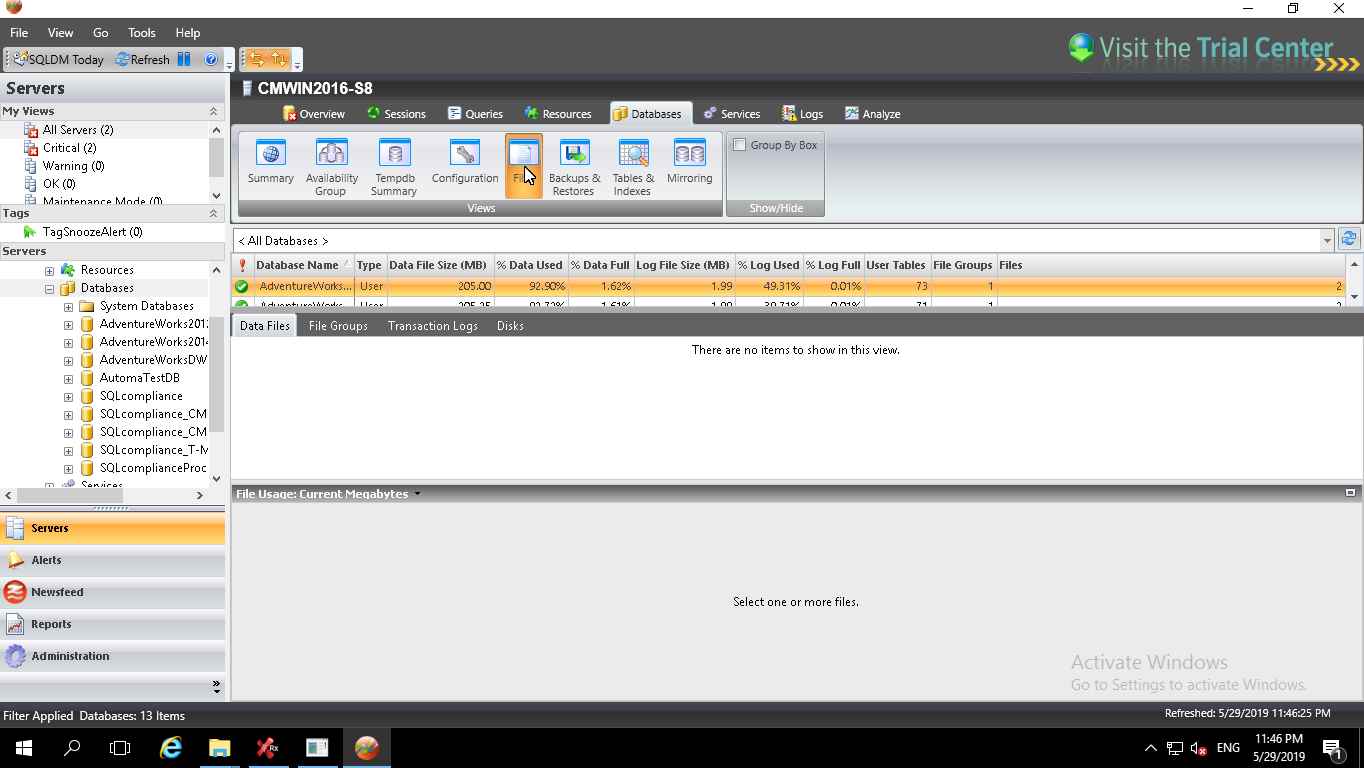 File View Go Tools Help
SQLDM Today Refresh
Visit the Trial Center
Servers
CMWIN2016-S8
My Views
Overview Sessions Queries Resources Databases Services Logs Analyze
All Servers (2)
Critical (2)
Warning (0)
OK (0)
Maintenance Mode (0)
Summary
Availability Group
Tempdb Summary
Configuration
Backups & Restores
Tables & Indexes
Mirroring
Views
Group By Box
Show/Hide
Tags
TagSnoozeAlert (0)
Servers
Resources
Databases
System Databases
AdventureWorks201
AdventureWorks2014
AdventureWorksDW
AutomaTestDB
SQLcompliance
SQLcompliance_CM
SQLcompliance_CM
SQLcompliance_T-M
SQLcomplianceProc
Services
< All Databases >
Database Name Type Data File Size (MB) % Data Used % Data Full Log File Size (MB) % Log Used % Log Full User Tables File Groups Files
AdventureWorks... User 205.00 92.90% 1.62% 1.99 49.31% 0.01% 73 1 2
AdventureWorks... User 205.25 92.72% 1.61% 1.99 39.71% 0.01% 71 1 2
Data Files File Groups Transaction Logs Disks
There are no items to show in this view.
File Usage: Current Megabytes
Select one or more files.
Servers
Alerts
Newsfeed
Reports
Administration
Activate Windows
Go to Settings to activate Windows.
Filter Applied Databases: 13 Items
Refreshed: 5/29/2019 11:46:25 PM
ENG
11:46 PM
5/29/2019
1